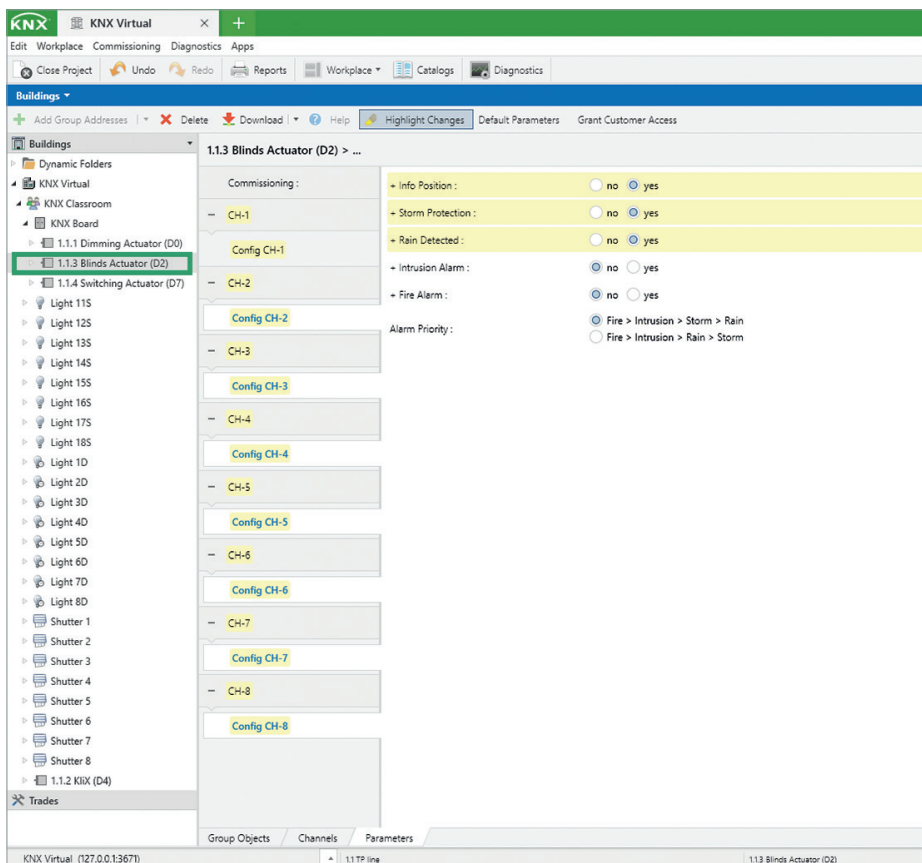 KNX KNX Virtual × +
Edit Workplace Commissioning Diagnostics Apps
Close Project Undo Redo Reports Workplace Catalogs Diagnostics
Buildings
Add Group Addresses Delete Download Help Highlight Changes Default Parameters Grant Customer Access
Buildings
Dynamic Folders
KNX Virtual
KNX Classroom
KNX Board
1.1.1 Dimming Actuator (D0)
1.1.3 Blinds Actuator (D2)
1.1.4 Switching Actuator (D7)
Light 11S
Light 12S
Light 13S
Light 14S
Light 15S
Light 16S
Light 17S
Light 18S
Light 1D
Light 2D
Light 3D
Light 4D
Light 5D
Light 6D
Light 7D
Light 8D
Shutter 1
Shutter 2
Shutter 3
Shutter 4
Shutter 5
Shutter 6
Shutter 7
Shutter 8
1.1.2 KliX (D4)
Trades
1.1.3 Blinds Actuator (D2) > ...
Commissioning :
CH-1
Config CH-1
CH-2
Config CH-2
CH-3
Config CH-3
CH-4
Config CH-4
CH-5
Config CH-5
CH-6
Config CH-6
CH-7
Config CH-7
CH-8
Config CH-8
+ Info Position : no yes
+ Storm Protection : no yes
+ Rain Detected : no yes
+ Intrusion Alarm : no yes
+ Fire Alarm : no yes
Alarm Priority : Fire > Intrusion > Storm > Rain
Fire > Intrusion > Rain > Storm
Group Objects Channels Parameters
KNX Virtual (127.0.0.1:3671) 1.1 TP line 1.1.3 Blinds Actuator (D2)